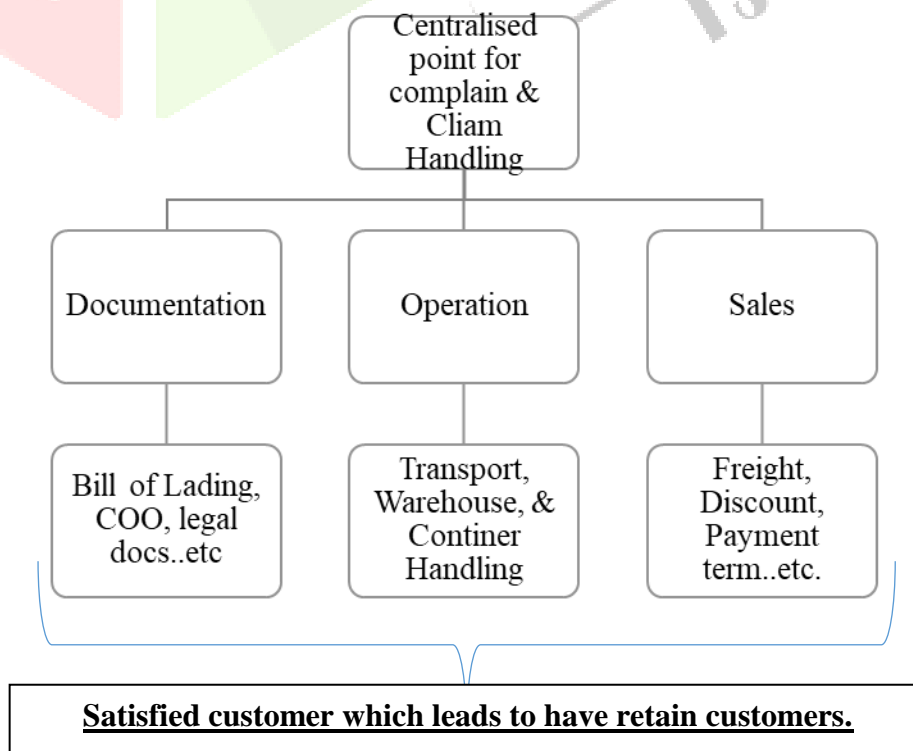 Centralised
point for
complain &
Cliam
Handling
Documentation
Operation
Sales
Bill of Lading,
COO, legal
docs..etc
Transport,
Warehouse, &
Continer
Handling
Freight,
Discount,
Payment
term..etc.
Satisfied customer which leads to have retain customers.